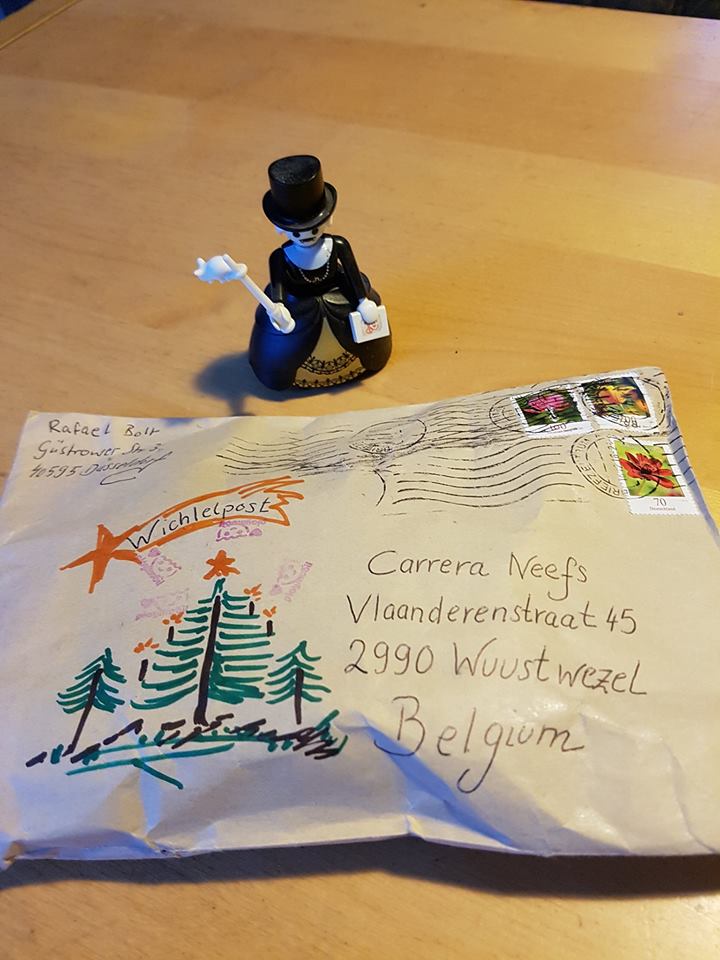 Rafael Bolt
Güstrower Str. 5
40595 Düsseldorf
Wichtelpost
Carrera Neefs
Vlaanderenstraat 45
2990 Wuustwezel
Belgium
70
Deutschland